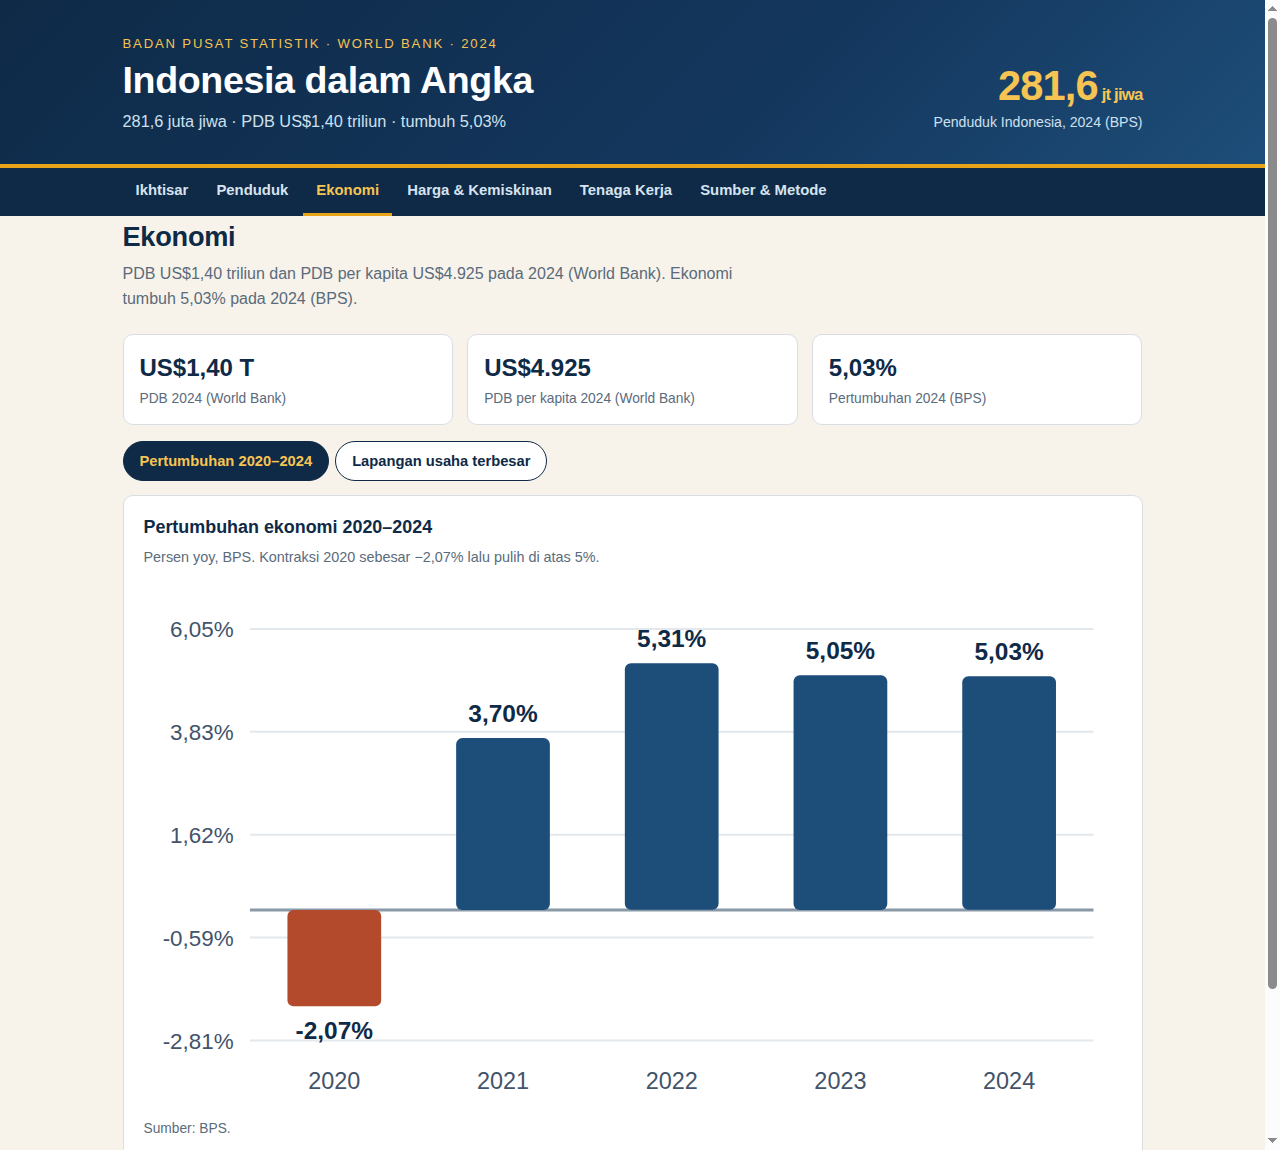 BADAN PUSAT STATISTIK · WORLD BANK · 2024
Indonesia dalam Angka
281,6 juta jiwa · PDB US$1,40 triliun · tumbuh 5,03%
281,6 jt jiwa
Penduduk Indonesia, 2024 (BPS)
Ikhtisar Penduduk Ekonomi Harga & Kemiskinan Tenaga Kerja Sumber & Metode
Ekonomi
PDB US$1,40 triliun dan PDB per kapita US$4.925 pada 2024 (World Bank). Ekonomi
tumbuh 5,03% pada 2024 (BPS).
US$1,40 T
PDB 2024 (World Bank)
US$4.925
PDB per kapita 2024 (World Bank)
5,03%
Pertumbuhan 2024 (BPS)
Pertumbuhan 2020–2024
Lapangan usaha terbesar
Pertumbuhan ekonomi 2020–2024
Persen yoy, BPS. Kontraksi 2020 sebesar −2,07% lalu pulih di atas 5%.
6,05%
3,83%
1,62%
-0,59%
-2,81%
-2,07%
3,70%
5,31%
5,05%
5,03%
2020 2021 2022 2023 2024
Sumber: BPS.